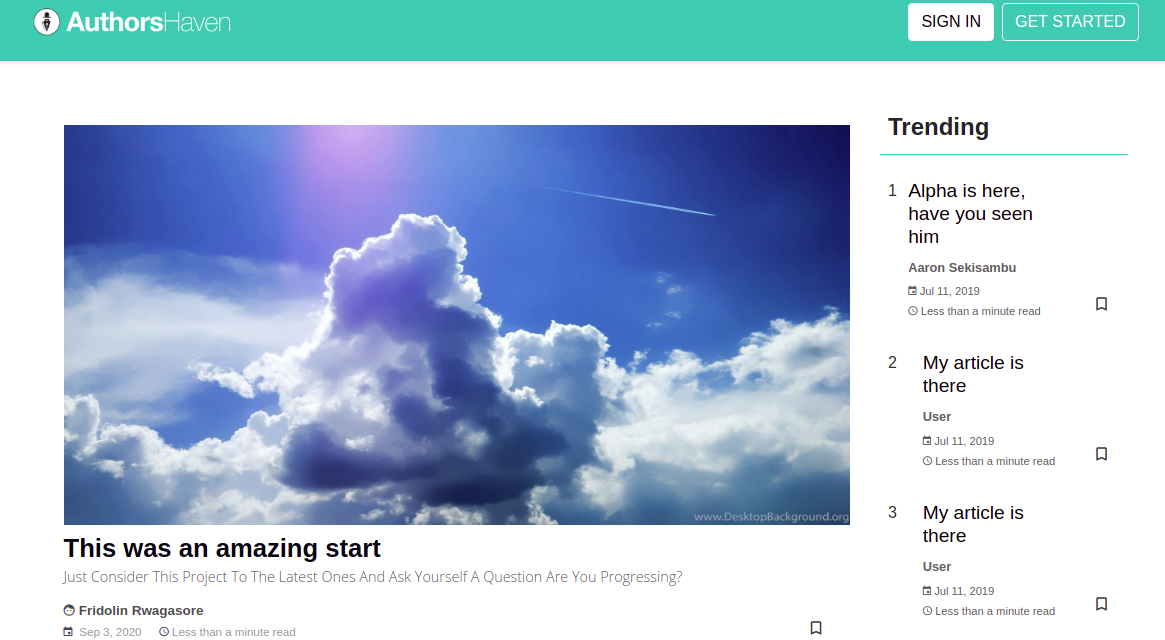 AuthorsHaven
SIGN IN
GET STARTED
www.DesktopBackground.org
This was an amazing start
Just Consider This Project To The Latest Ones And Ask Yourself A Question Are You Progressing?
Fridolin Rwagasore
Sep 3, 2020 Less than a minute read
Trending
1 Alpha is here,
have you seen
him
Aaron Sekisambu
Jul 11, 2019
Less than a minute read
2 My article is
there
User
Jul 11, 2019
Less than a minute read
3 My article is
there
User
Jul 11, 2019
Less than a minute read